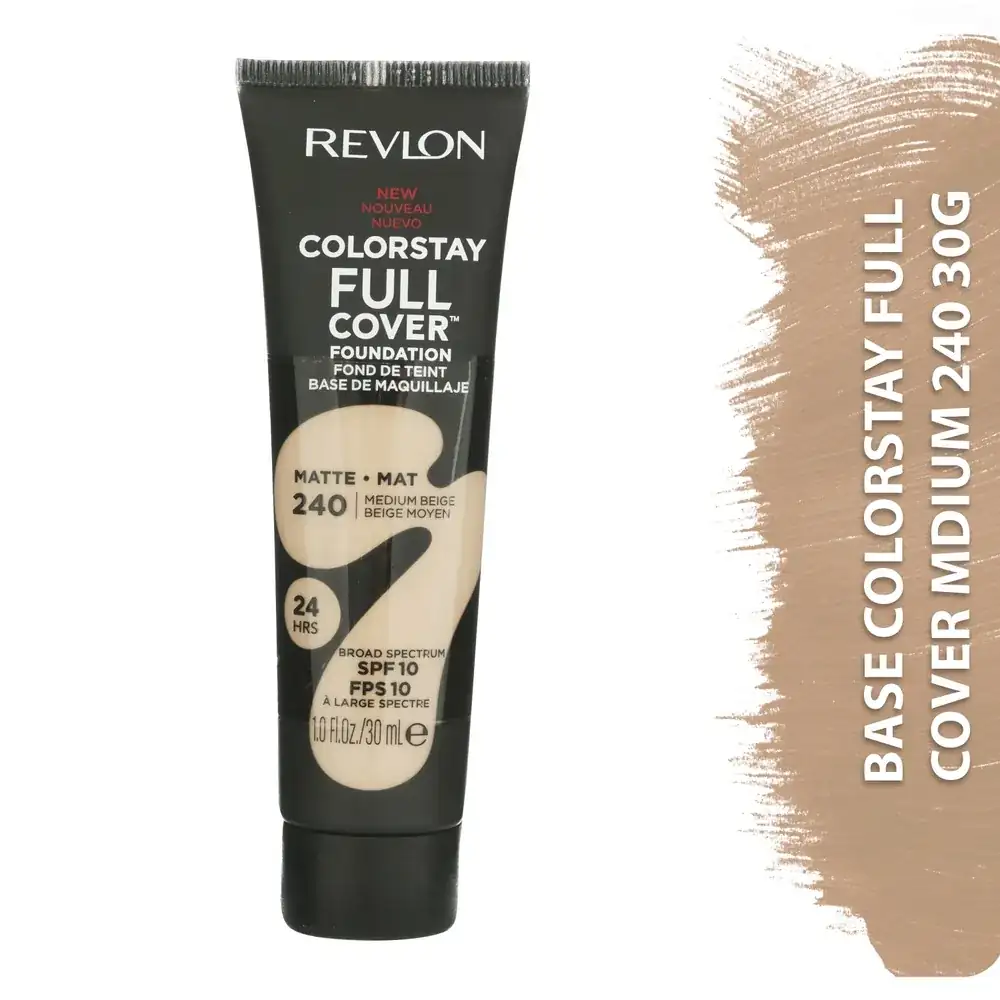 REVLON
NEW
NOUVEAU
NUEVO
COLORSTAY
FULL
COVER™
FOUNDATION
FOND DE TEINT
BASE DE MAQUILLAJE
MATTE • MAT
240 | MEDIUM BEIGE
BEIGE MOYEN
24
HRS
BROAD SPECTRUM
SPF 10
FPS 10
À LARGE SPECTRE
1.0 Fl.Oz./30 mL e
BASE COLORSTAY FULL
COVER MDIUM 240 30G